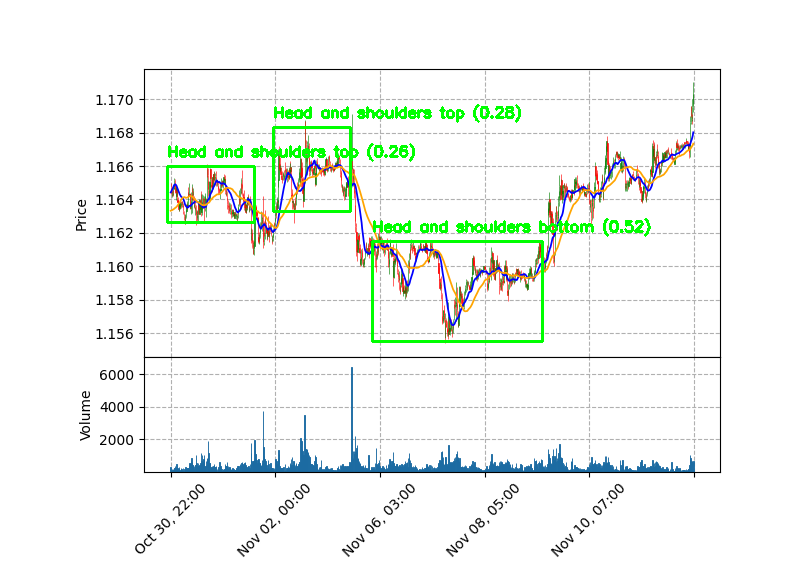 Head and shoulders top (0.28)
Head and shoulders top (0.26)
Head and shoulders bottom (0.52)
Price
1.170
1.168
1.166
1.164
1.162
1.160
1.158
1.156
Volume
6000
4000
2000
Oct 30, 22:00
Nov 02, 00:00
Nov 06, 03:00
Nov 08, 05:00
Nov 10, 07:00